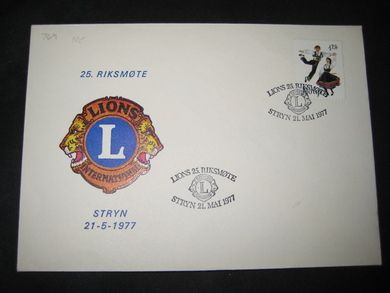 25. RIKSMØTE
LIONS
L
INTERNATIONAL
STRYN
21-5-1977
LIONS 25. RIKSMØTE
STRYN 21. MAI 1977
LIONS 25. RIKSMØTE
STRYN 21. MAI 1977